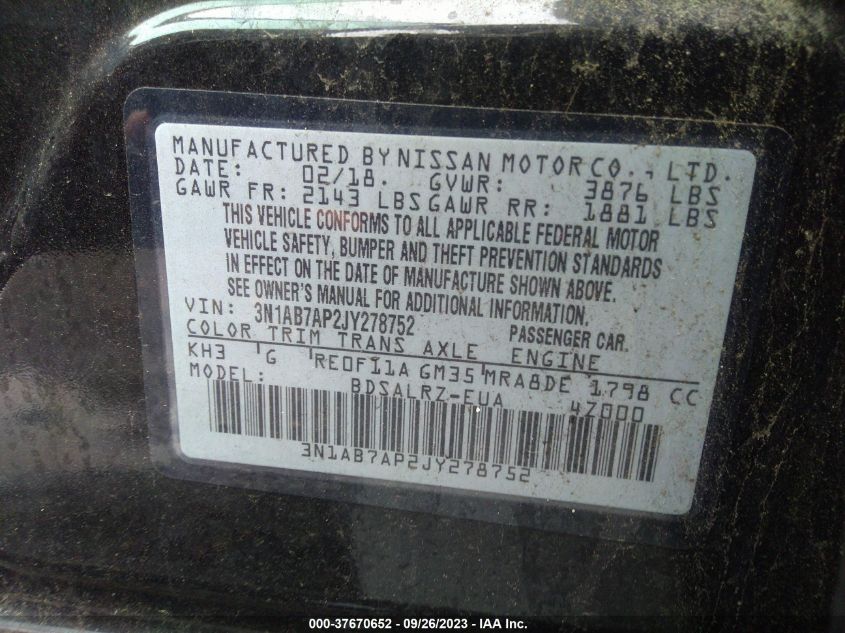 MANUFACTURED BY NISSAN MOTOR CO., LTD.
DATE: 02/18. GVWR: 3876 LBS
GAWR FR: 2143 LBS GAWR RR: 1881 LBS
THIS VEHICLE CONFORMS TO ALL APPLICABLE FEDERAL MOTOR
VEHICLE SAFETY, BUMPER AND THEFT PREVENTION STANDARDS
IN EFFECT ON THE DATE OF MANUFACTURE SHOWN ABOVE.
SEE OWNER'S MANUAL FOR ADDITIONAL INFORMATION.
VIN: 3N1AB7AP2JY278752 PASSENGER CAR.
COLOR TRIM TRANS AXLE ENGINE
KH3 G RE0F11A GM35 MRA8DE 1798 CC
MODEL: BDSALRZ-EUA 4Z000
3N1AB7AP2JY278752
000-37670652 - 09/26/2023 - IAA Inc.